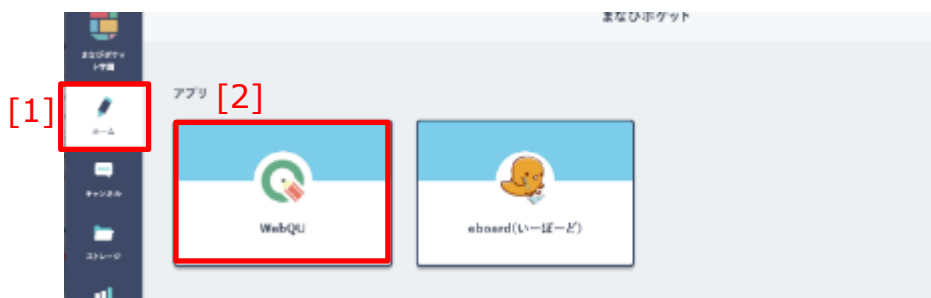 まなびポケット
まなびポケッ
ト学園
[1]
ホーム
アプリ
[2]
WebQU
eboard(いーぼーど)
チャンネル
ストレージ